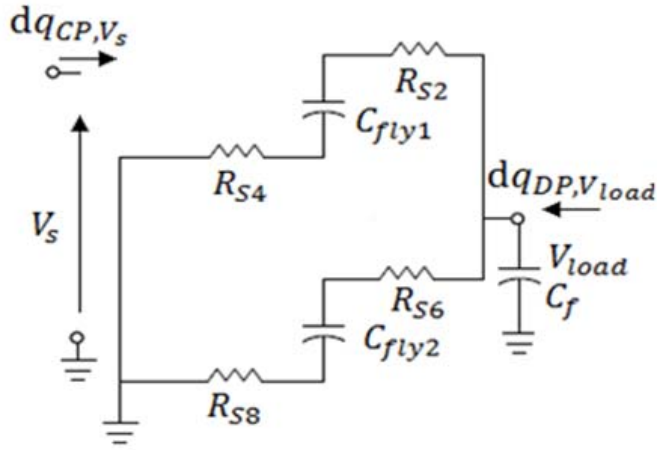 dq_{CP,V_s}
R_{S2}
C_{fly1}
R_{S4}
dq_{DP,V_{load}}
V_s
V_{load}
R_{S6}
C_f
C_{fly2}
R_{S8}